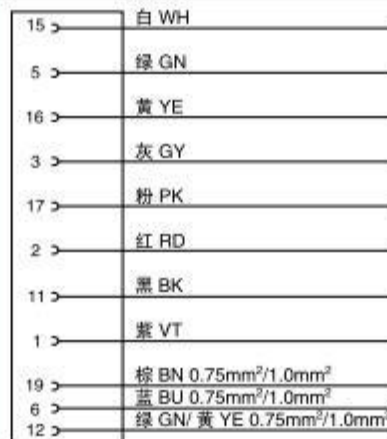 15 白 WH
5 绿 GN
16 黄 YE
3 灰 GY
17 粉 PK
2 红 RD
11 黑 BK
1 紫 VT
19 棕 BN 0.75mm²/1.0mm²
6 蓝 BU 0.75mm²/1.0mm²
12 绿 GN/ 黄 YE 0.75mm²/1.0mm